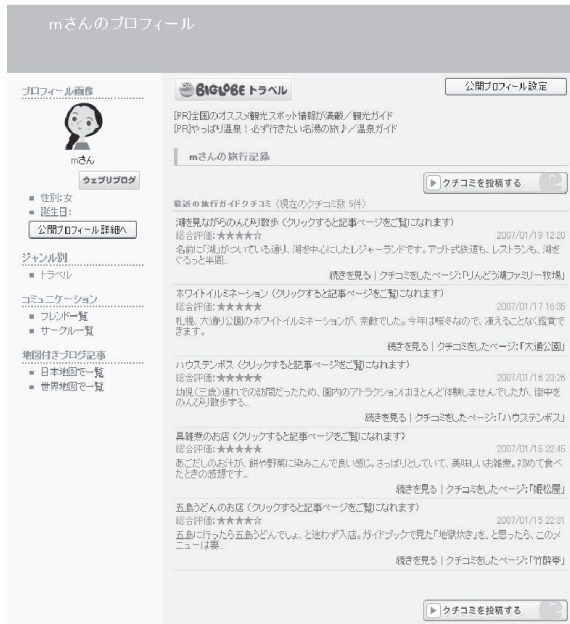 mさんのプロフィール
プロフィール画像
mさん
ウェブリブログ
性別:女
誕生日:
公開プロフィール詳細へ
ジャンル別
トラベル
コミュニケーション
フレンド一覧
サークル一覧
地図付きブログ記事
日本地図で一覧
世界地図で一覧
BIGLOBE トラベル
公開プロフィール設定
[PR]全国のオススメ観光スポット情報が満載／観光ガイド
[PR]やっぱり温泉！必ず行きたい名湯の旅♪／温泉ガイド
mさんの旅行記録
クチコミを投稿する
最近の旅行ガイドクチコミ (現在のクチコミ数 5件)
湖を見ながらのんびり散歩 (クリックすると記事ページをご覧になれます)
総合評価:★★★★☆ 2007/01/19 12:20
名前に「湖」がついている通り、湖を中心にしたレジャーランドです。アプト式鉄道も、レストランも、湖を
ぐるっと半周...
続きを見る | クチコミをしたページ:「りんどう湖ファミリー牧場」
ホワイトイルミネーション (クリックすると記事ページをご覧になれます)
総合評価:★★★★★ 2007/01/17 16:35
札幌、大通り公園のホワイトイルミネーションが、素敵でした。今年は暖冬なので、凍えることなく鑑賞で
きます。
続きを見る | クチコミをしたページ:「大通公園」
ハウステンボス (クリックすると記事ページをご覧になれます)
総合評価:★★★★★ 2007/01/16 23:26
幼児(三歳)連れでの訪問だったため、園内のアトラクションはほとんど体験しませんでしたが、街中を
のんびり散歩する...
続きを見る | クチコミをしたページ:「ハウステンボス」
具雑煮のお店 (クリックすると記事ページをご覧になれます)
総合評価:★★★★★ 2007/01/15 22:45
あごだしのお汁が、餅や野菜に染みこんで良い感じ。さっぱりとしていて、美味しいお雑煮。初めて食べ
たときの感想です...
続きを見る | クチコミをしたページ:「姫松屋」
五島うどんのお店 (クリックすると記事ページをご覧になれます)
総合評価:★★★★☆ 2007/01/15 22:31
五島に行ったら五島うどんでしょ、と迷わず入店。ガイドブックで見た「地獄炊き」を、と思ったら、このメ
ニューは裏...
続きを見る | クチコミをしたページ:「竹酔亭」
クチコミを投稿する